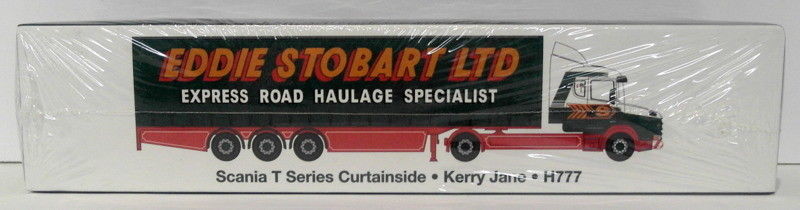 EDDIE STOBART LTD
EXPRESS ROAD HAULAGE SPECIALIST
Scania T Series Curtainside • Kerry Jane • H777